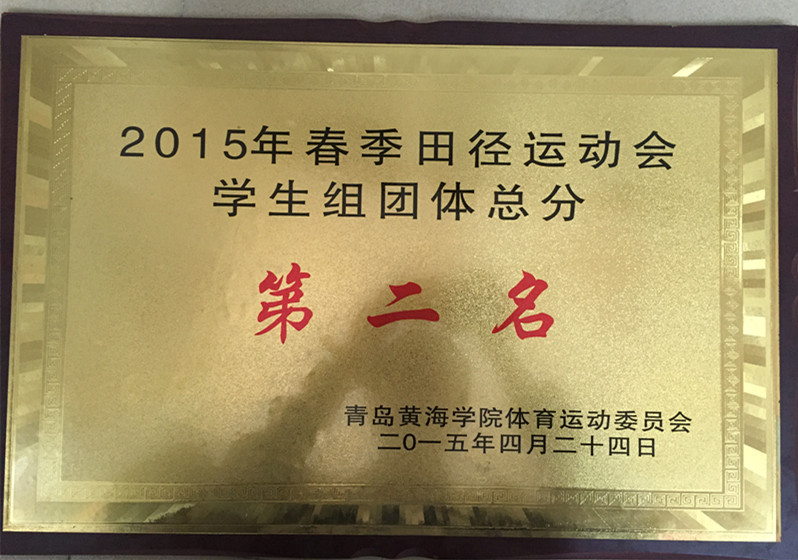 2015年春季田径运动会
学生组团体总分
第二名
青岛黄海学院体育运动委员会
二0一五年四月二十四日